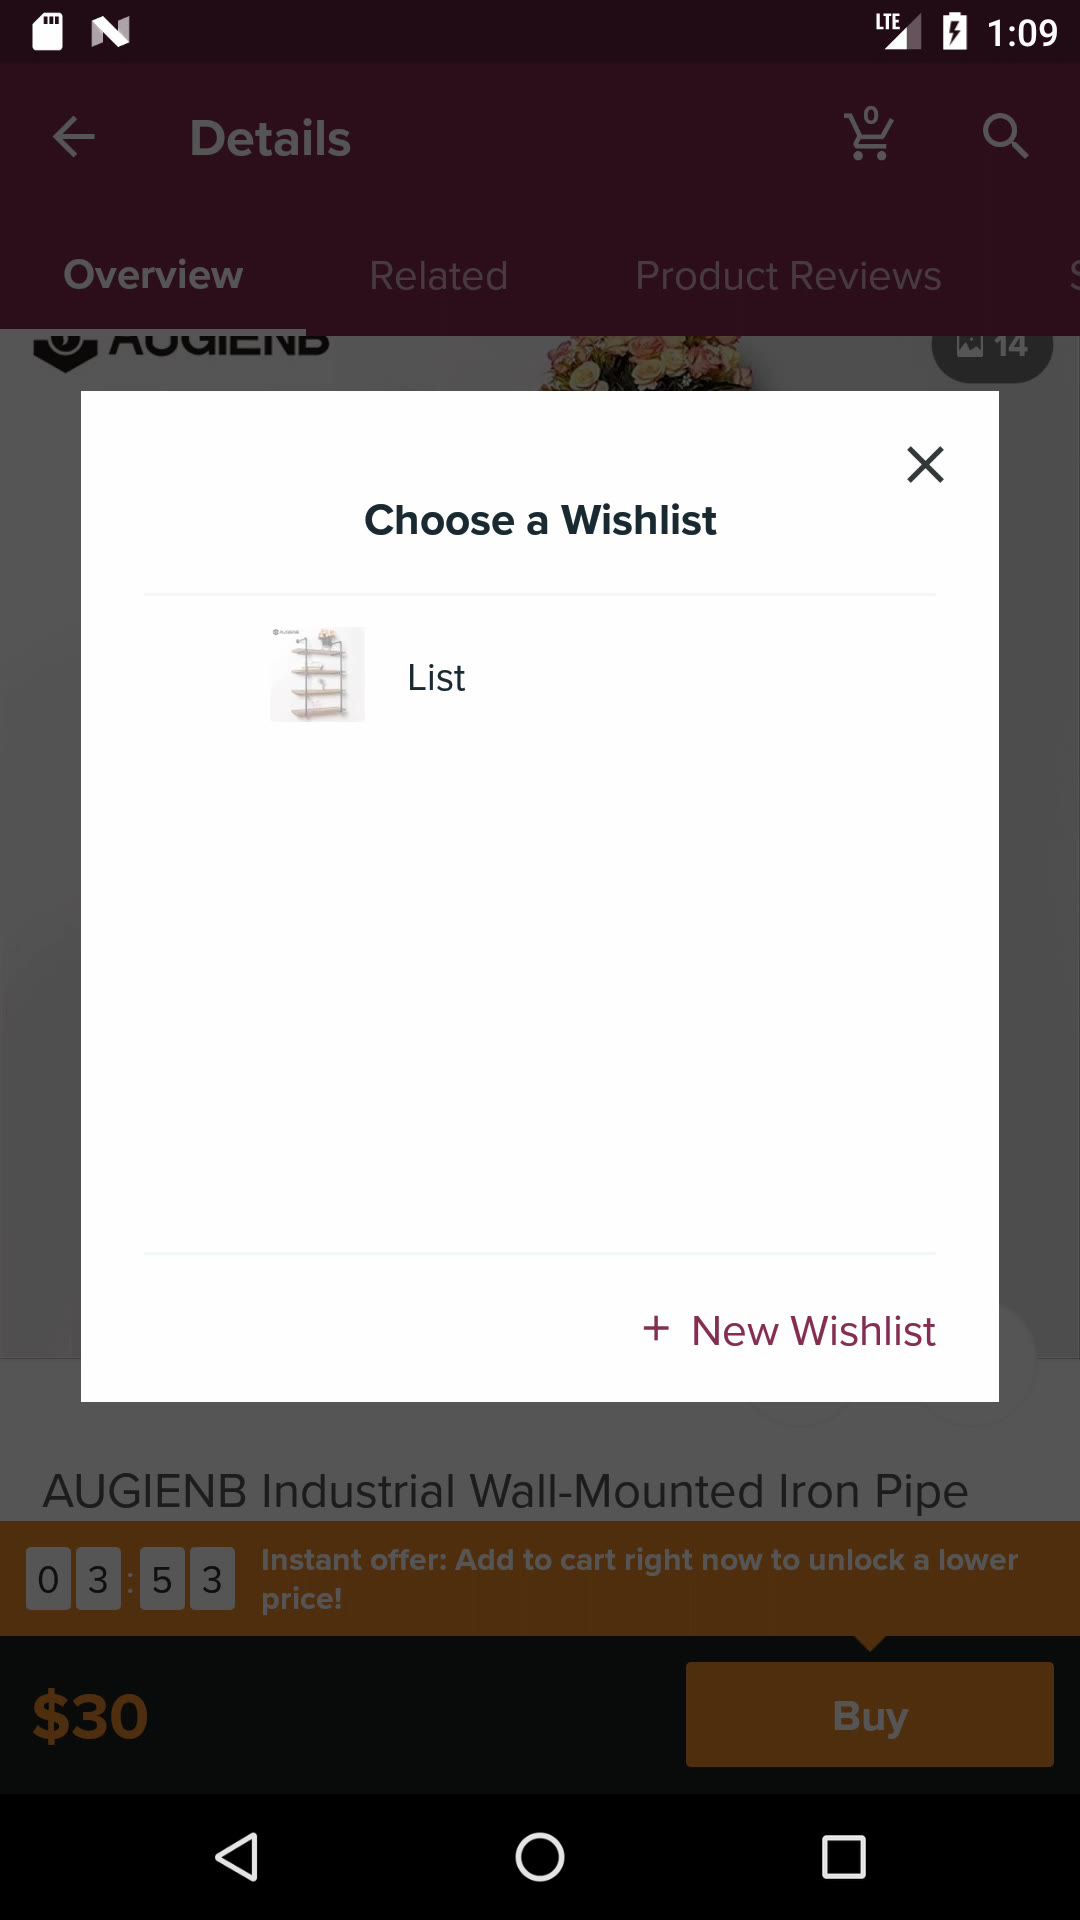 LTE 1:09
Details 0
Overview Related Product Reviews S
AUGIENB 14
Choose a Wishlist
List
+ New Wishlist
AUGIENB Industrial Wall-Mounted Iron Pipe
0 3 : 5 3 Instant offer: Add to cart right now to unlock a lower
price!
$30 Buy